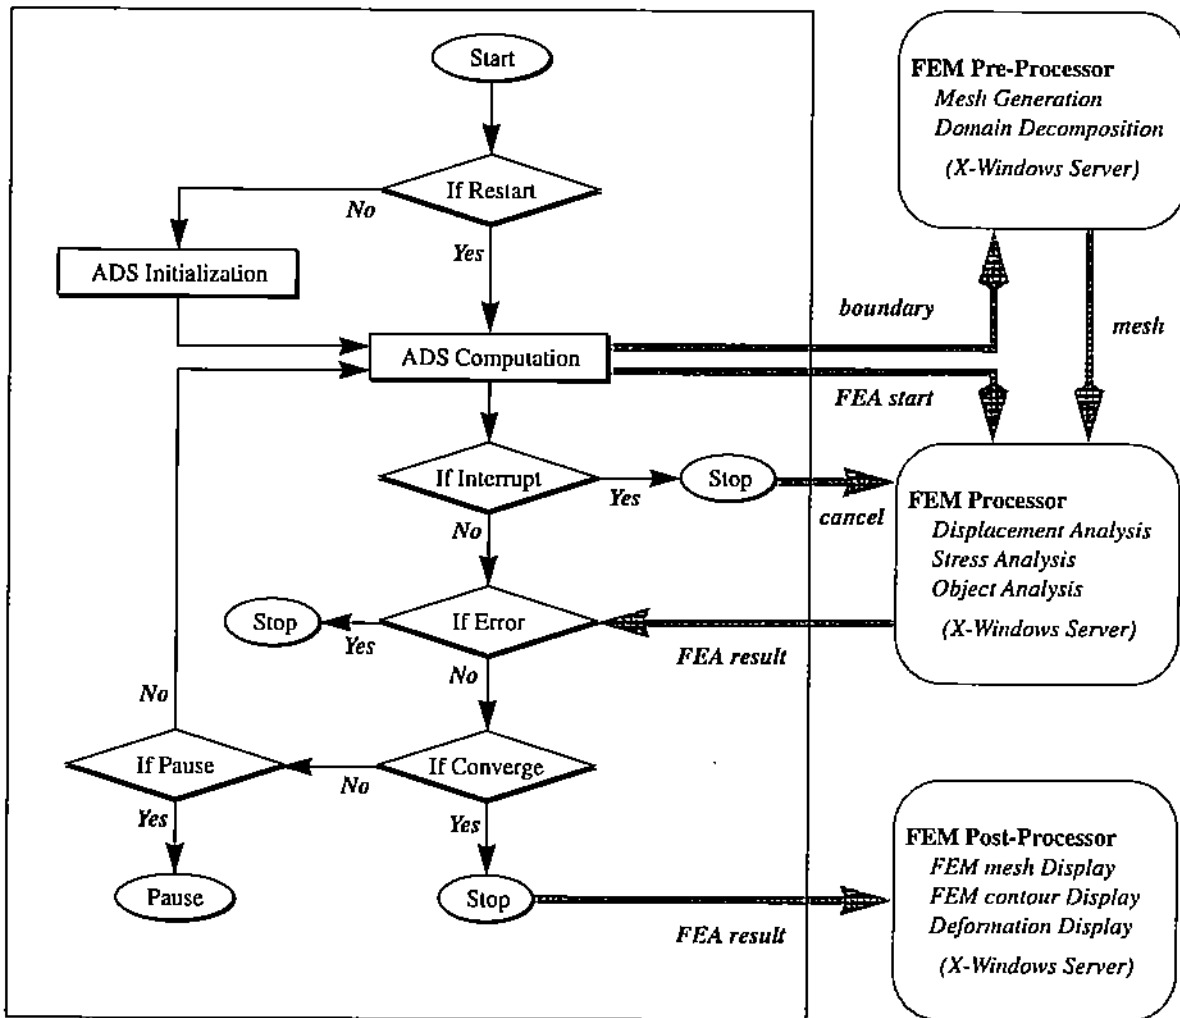 Start
If Restart
No
Yes
ADS Initialization
ADS Computation
boundary
FEA start
mesh
If Interrupt
Yes
No
Stop
cancel
If Error
Yes
No
Stop
FEA result
If Converge
No
Yes
If Pause
No
Yes
Pause
Stop
FEA result
FEM Pre-Processor
Mesh Generation
Domain Decomposition
(X-Windows Server)
FEM Processor
Displacement Analysis
Stress Analysis
Object Analysis
(X-Windows Server)
FEM Post-Processor
FEM mesh Display
FEM contour Display
Deformation Display
(X-Windows Server)